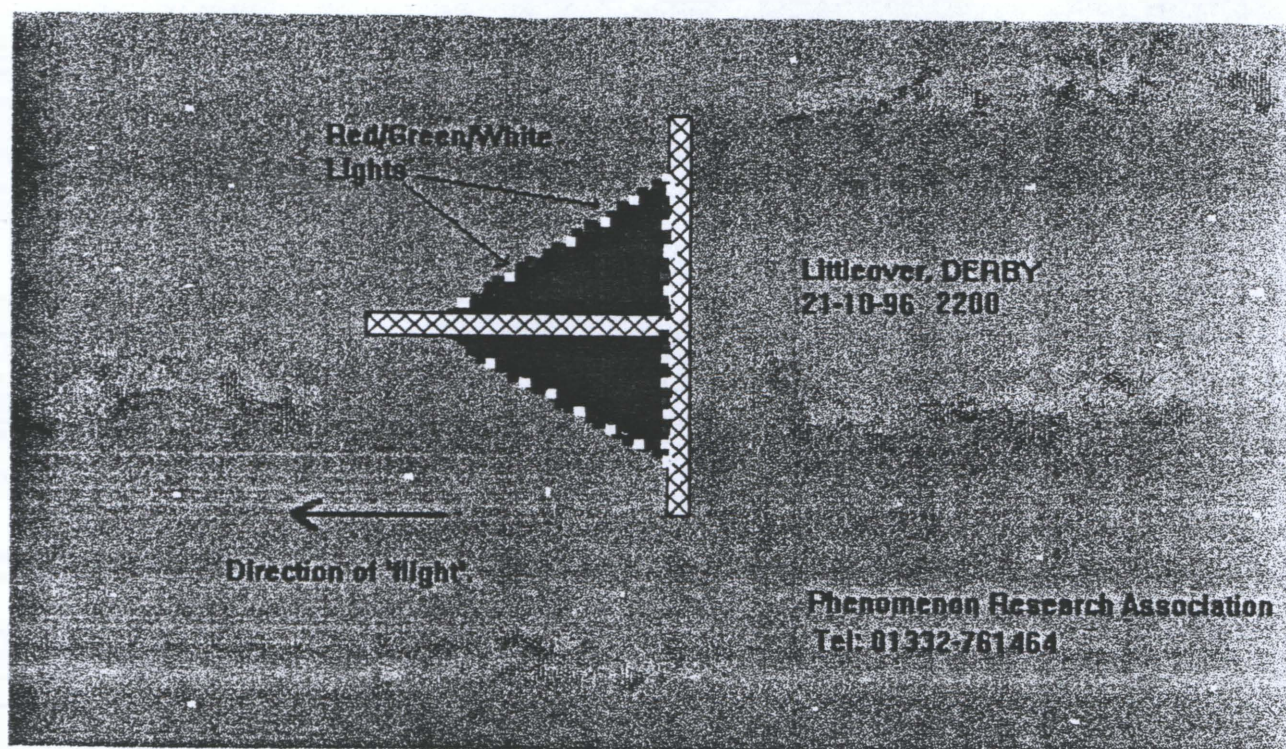 Red/Green/White
Lights
Littleover, DERBY
21-10-96 2200
Direction of 'flight'.
Phenomenon Research Association
Tel: 01332-761464